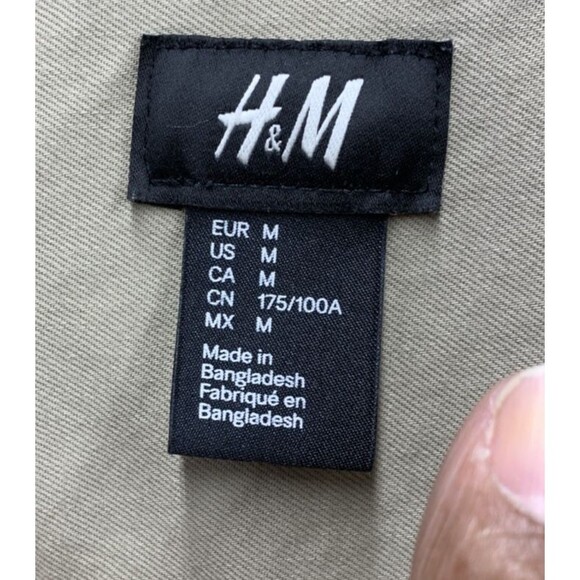 H&M
EUR M
US M
CA M
CN 175/100A
MX M
Made in
Bangladesh
Fabriqué en
Bangladesh